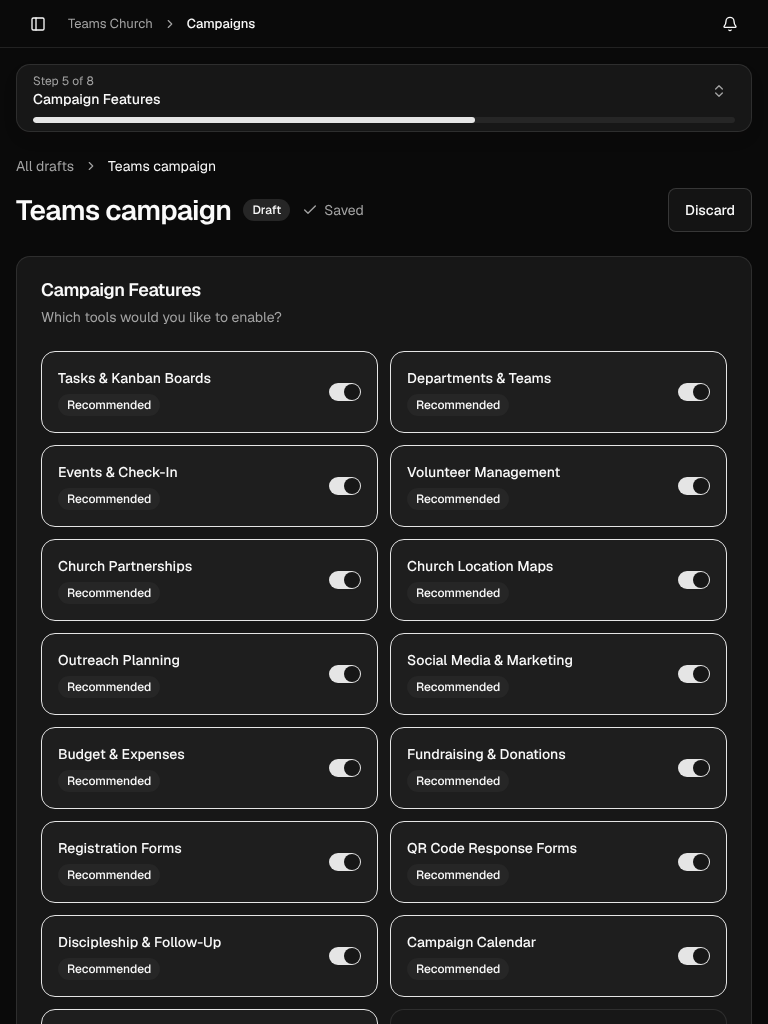 Teams Church > Campaigns
Step 5 of 8
Campaign Features
All drafts > Teams campaign
Teams campaign Draft Saved Discard
Campaign Features
Which tools would you like to enable?
Tasks & Kanban Boards
Recommended
Departments & Teams
Recommended
Events & Check-In
Recommended
Volunteer Management
Recommended
Church Partnerships
Recommended
Church Location Maps
Recommended
Outreach Planning
Recommended
Social Media & Marketing
Recommended
Budget & Expenses
Recommended
Fundraising & Donations
Recommended
Registration Forms
Recommended
QR Code Response Forms
Recommended
Discipleship & Follow-Up
Recommended
Campaign Calendar
Recommended